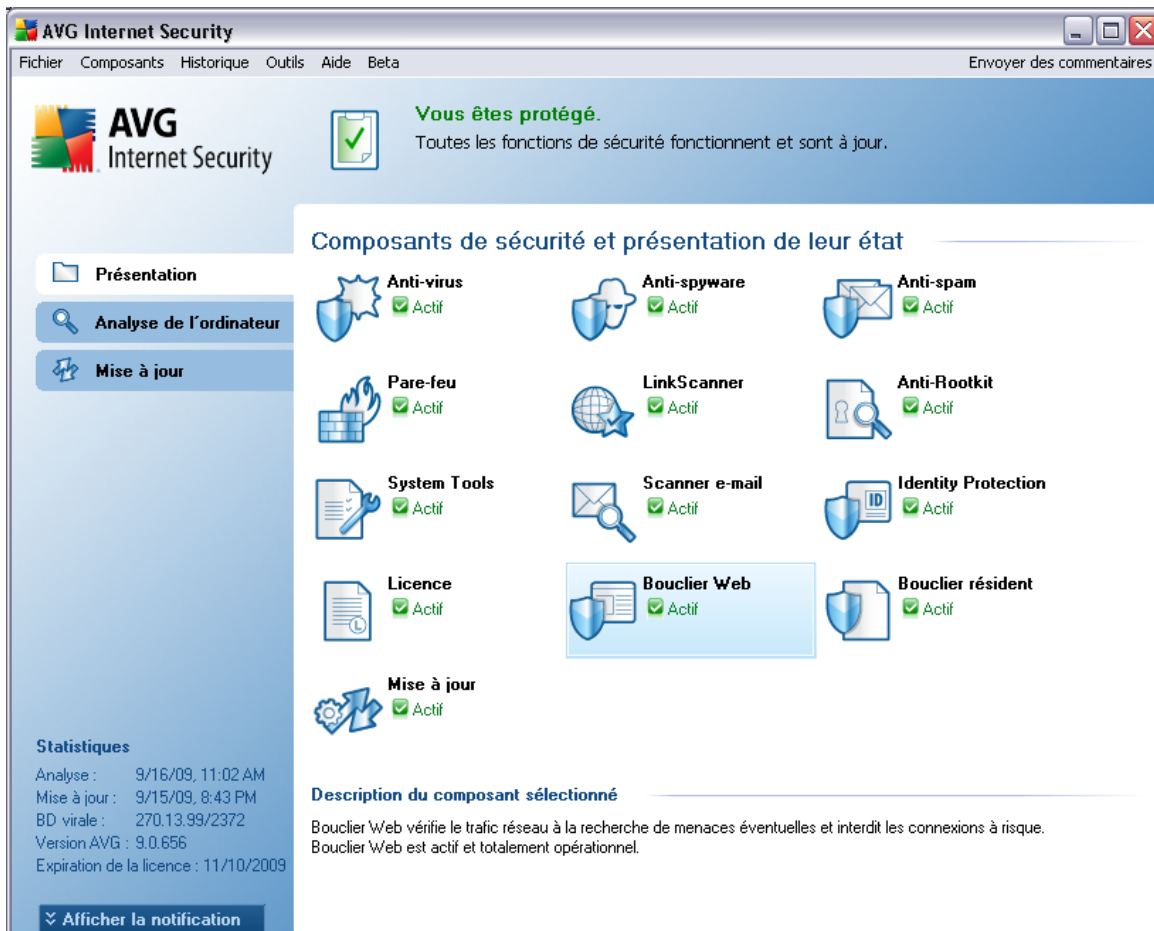 AVG Internet Security
Fichier Composants Historique Outils Aide Beta Envoyer des commentaires
AVG
Internet Security
Vous êtes protégé.
Toutes les fonctions de sécurité fonctionnent et sont à jour.
Présentation
Analyse de l´ordinateur
Mise à jour
Composants de sécurité et présentation de leur état
Anti-virus
Actif
Anti-spyware
Actif
Anti-spam
Actif
Pare-feu
Actif
LinkScanner
Actif
Anti-Rootkit
Actif
System Tools
Actif
Scanner e-mail
Actif
Identity Protection
ID
Actif
Licence
L
Actif
Bouclier Web
Actif
Bouclier résident
Actif
Mise à jour
Actif
Statistiques
Analyse : 9/16/09, 11:02 AM
Mise à jour : 9/15/09, 8:43 PM
BD virale : 270.13.99/2372
Version AVG : 9.0.656
Expiration de la licence : 11/10/2009
Afficher la notification
Description du composant sélectionné
Bouclier Web vérifie le trafic réseau à la recherche de menaces éventuelles et interdit les connexions à risque.
Bouclier Web est actif et totalement opérationnel.